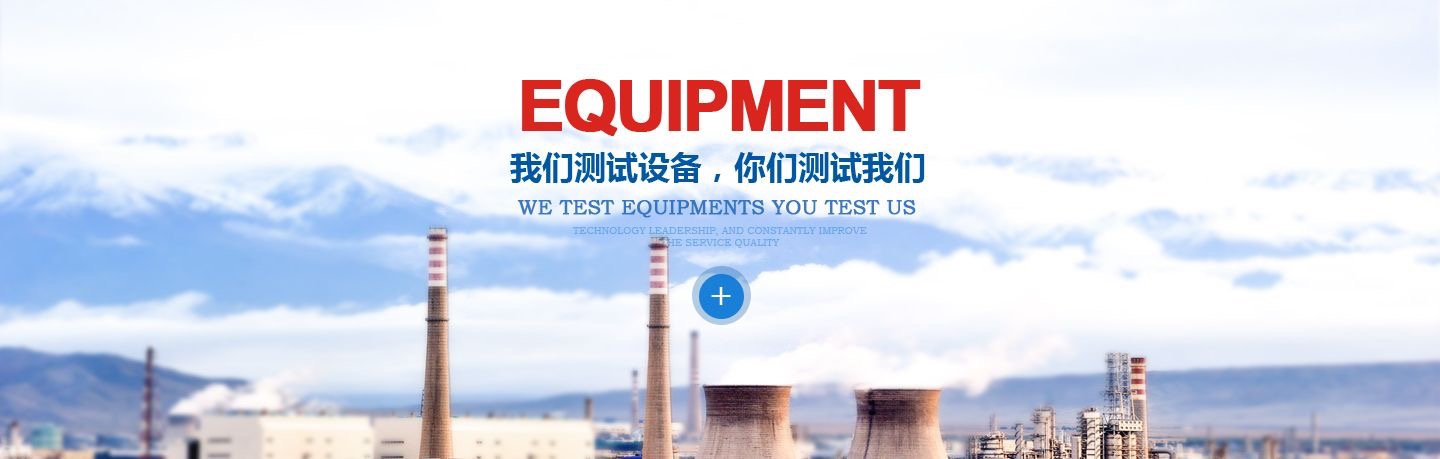 EQUIPMENT
我们测试设备，你们测试我们
WE TEST EQUIPMENTS YOU TEST US
TECHNOLOGY LEADERSHIP, AND CONSTANTLY IMPROVE
THE SERVICE QUALITY